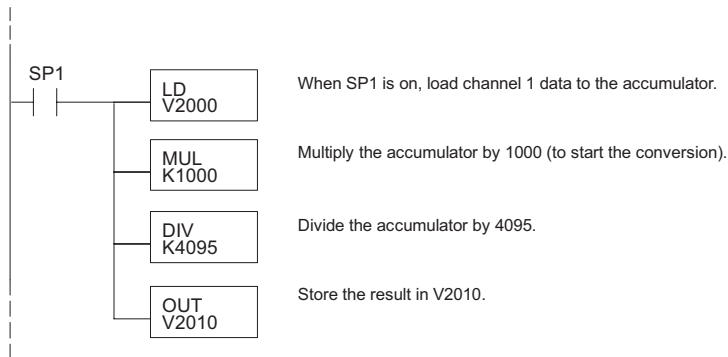 SP1
LD
V2000
When SP1 is on, load channel 1 data to the accumulator.
MUL
K1000
Multiply the accumulator by 1000 (to start the conversion).
DIV
K4095
Divide the accumulator by 4095.
OUT
V2010
Store the result in V2010.